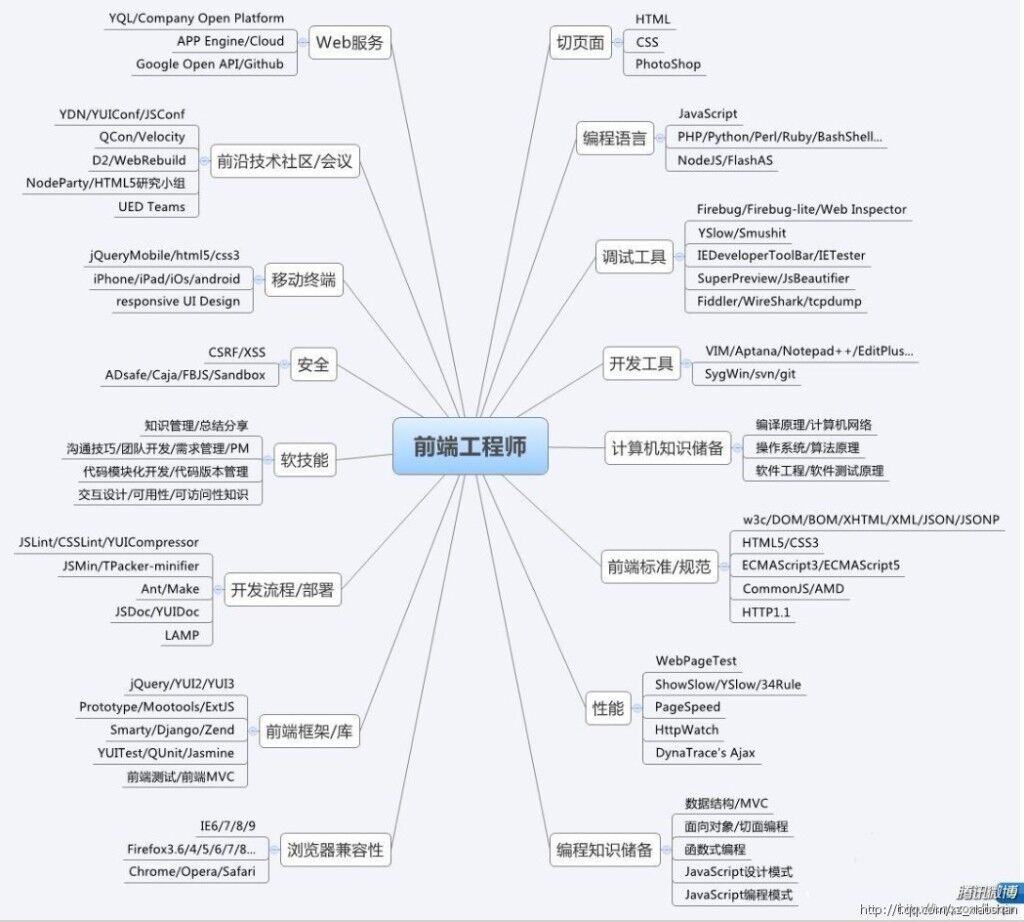 前端工程师
Web服务
YQL/Company Open Platform
APP Engine/Cloud
Google Open API/Github
前沿技术社区/会议
YDN/YUIConf/JSConf
QCon/Velocity
D2/WebRebuild
NodeParty/HTML5研究小组
UED Teams
移动终端
jQueryMobile/html5/css3
iPhone/iPad/iOs/android
responsive UI Design
安全
CSRF/XSS
ADsafe/Caja/FBJS/Sandbox
软技能
知识管理/总结分享
沟通技巧/团队开发/需求管理/PM
代码模块化开发/代码版本管理
交互设计/可用性/可访问性知识
开发流程/部署
JSLint/CSSLint/YUICompressor
JSMin/TPacker-minifier
Ant/Make
JSDoc/YUIDoc
LAMP
前端框架/库
jQuery/YUI2/YUI3
Prototype/Mootools/ExtJS
Smarty/Django/Zend
YUITest/QUnit/Jasmine
前端测试/前端MVC
浏览器兼容性
IE6/7/8/9
Firefox3.6/4/5/6/7/8...
Chrome/Opera/Safari
切页面
HTML
CSS
PhotoShop
编程语言
JavaScript
PHP/Python/Perl/Ruby/BashShell...
NodeJS/FlashAS
调试工具
Firebug/Firebug-lite/Web Inspector
YSlow/Smushit
IEDeveloperToolBar/IETester
SuperPreview/JsBeautifier
Fiddler/WireShark/tcpdump
开发工具
VIM/Aptana/Notepad++/EditPlus...
SygWin/svn/git
计算机知识储备
编译原理/计算机网络
操作系统/算法原理
软件工程/软件测试原理
前端标准/规范
w3c/DOM/BOM/XHTML/XML/JSON/JSONP
HTML5/CSS3
ECMAScript3/ECMAScript5
CommonJS/AMD
HTTP1.1
性能
WebPageTest
ShowSlow/YSlow/34Rule
PageSpeed
HttpWatch
DynaTrace's Ajax
编程知识储备
数据结构/MVC
面向对象/切面编程
函数式编程
JavaScript设计模式
JavaScript编程模式
腾讯微博